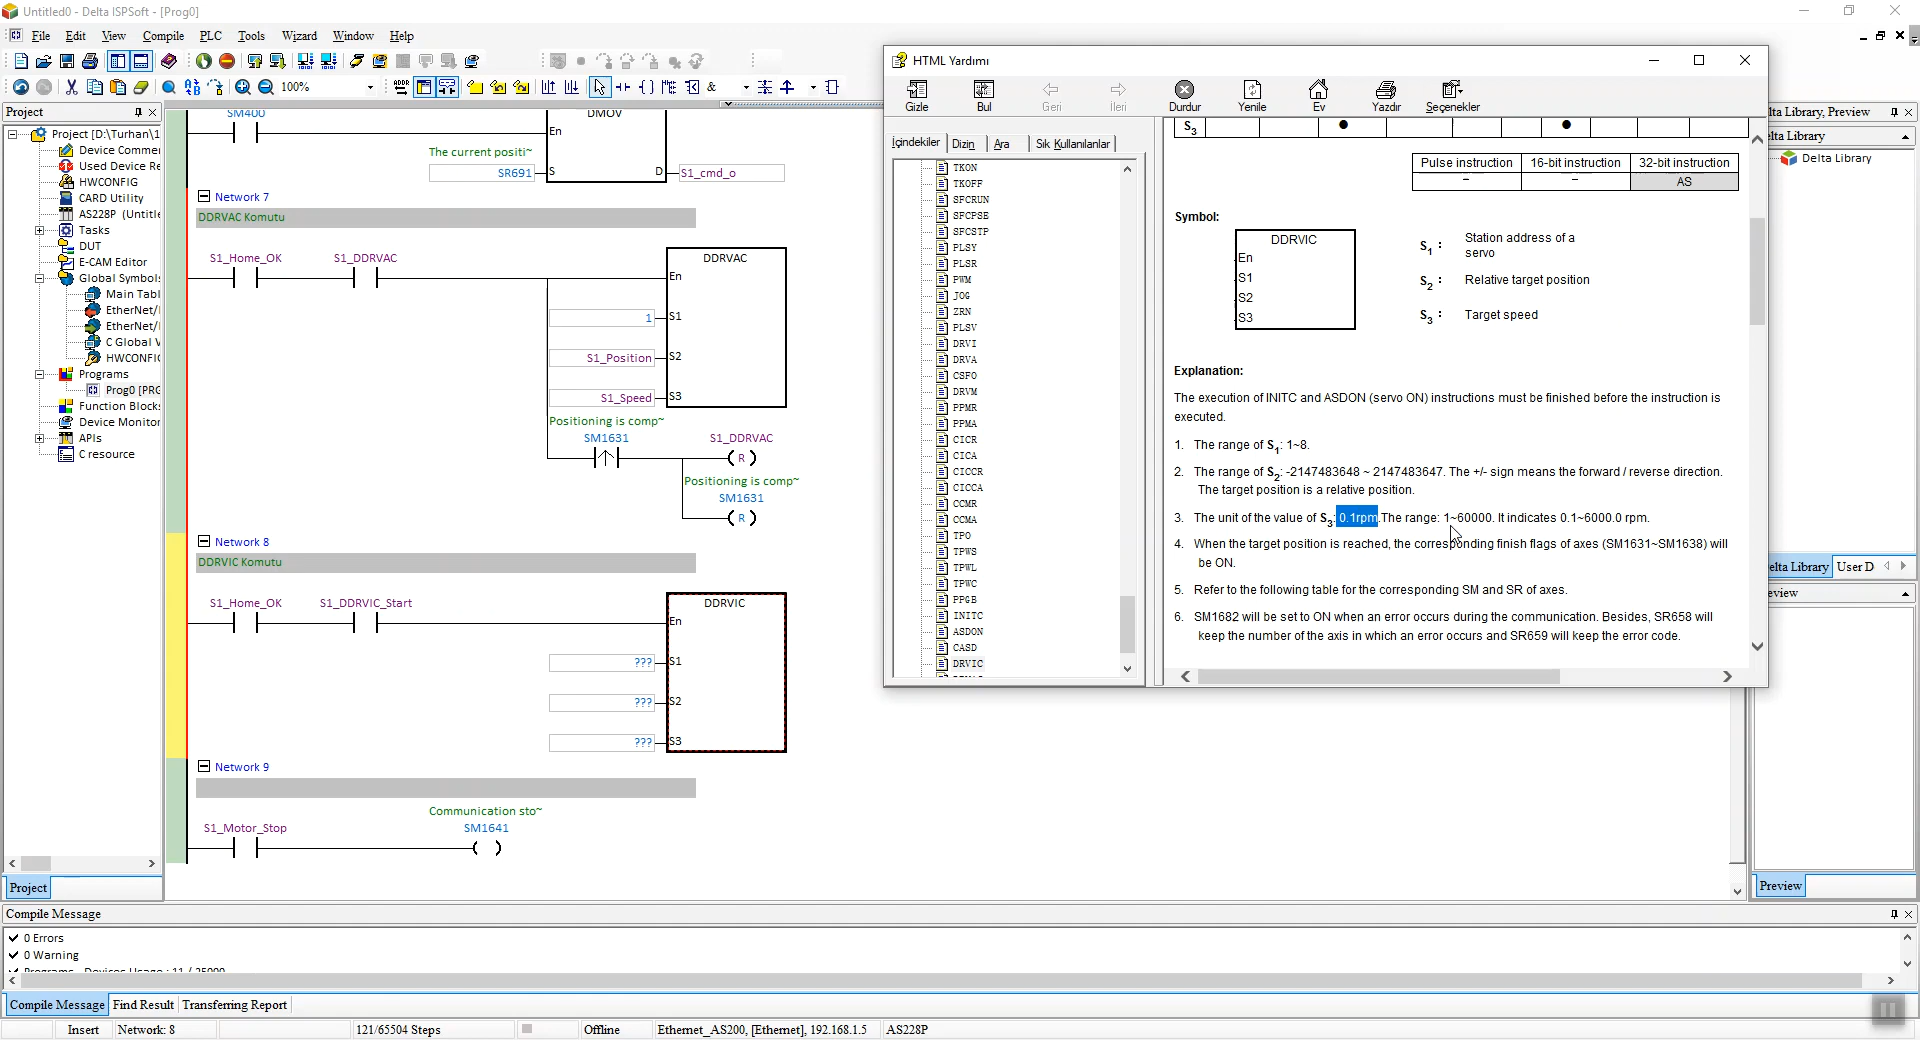 Untitled0 - Delta ISPSoft - [Prog0]
File Edit View Compile PLC Tools Wizard Window Help
100%
&
Project
Project [D:\Turhan\1
Device Comme
Used Device Re
HWCONFIG
CARD Utility
AS228P (Untitle
Tasks
DUT
E-CAM Editor
Global Symbols
Main Tabl
EtherNet/I
EtherNet/
C Global V
HWCONFIG
Programs
Prog0 [PRG
Function Blocks
Device Monitor
APIs
C resource
Project
SM400
DMOV
En
The current positi~
SR691
S
D
S1_cmd_o
Network 7
DDRVAC Komutu
S1_Home_OK
S1_DDRVAC
DDRVAC
En
1
S1
S1_Position
S2
S1_Speed
S3
Positioning is comp~
SM1631
S1_DDRVAC
R
Positioning is comp~
SM1631
R
Network 8
DDRVIC Komutu
S1_Home_OK
S1_DDRVIC_Start
DDRVIC
En
???
S1
???
S2
???
S3
Network 9
Communication sto~
S1_Motor_Stop
SM1641
HTML Yardımı
Gizle
Bul
Geri
İleri
Durdur
Yenile
Ev
Yazdır
Seçenekler
İçindekiler
Dizin
Ara
Sık Kullanılanlar
TKON
TKOFF
SFCRUN
SFCPSE
SFCSTP
PLSY
PLSR
PWM
JOG
ZRN
PLSV
DRVI
DRVA
CSFO
DRVM
PPMR
PPMA
CICR
CICA
CICCR
CICCA
CCMR
CCMA
TPO
TPWS
TPWL
TPWC
PPGB
INITC
ASDON
CASD
DRVIC
S3
Pulse instruction
16-bit instruction
32-bit instruction
–
–
AS
Symbol:
DDRVIC
En
S1
S2
S3
S1 : Station address of a
servo
S2 : Relative target position
S3 : Target speed
Explanation:
The execution of INITC and ASDON (servo ON) instructions must be finished before the instruction is
executed.
1. The range of S1: 1~8.
2. The range of S2: -2147483648 ~ 2147483647. The +/- sign means the forward / reverse direction.
The target position is a relative position.
3. The unit of the value of S3: 0.1rpm.The range: 1~60000. It indicates 0.1~6000.0 rpm.
4. When the target position is reached, the corresponding finish flags of axes (SM1631~SM1638) will
be ON.
5. Refer to the following table for the corresponding SM and SR of axes.
6. SM1682 will be set to ON when an error occurs during the communication. Besides, SR658 will
keep the number of the axis in which an error occurs and SR659 will keep the error code.
lta Library, Preview
lta Library
Delta Library
elta Library
User D
eview
Preview
Compile Message
0 Errors
0 Warning
Programs - Devices Usage : 11 / 25000
Compile Message
Find Result
Transferring Report
Insert
Network: 8
121/65504 Steps
Offline
Ethernet_AS200, [Ethernet], 192.168.1.5
AS228P